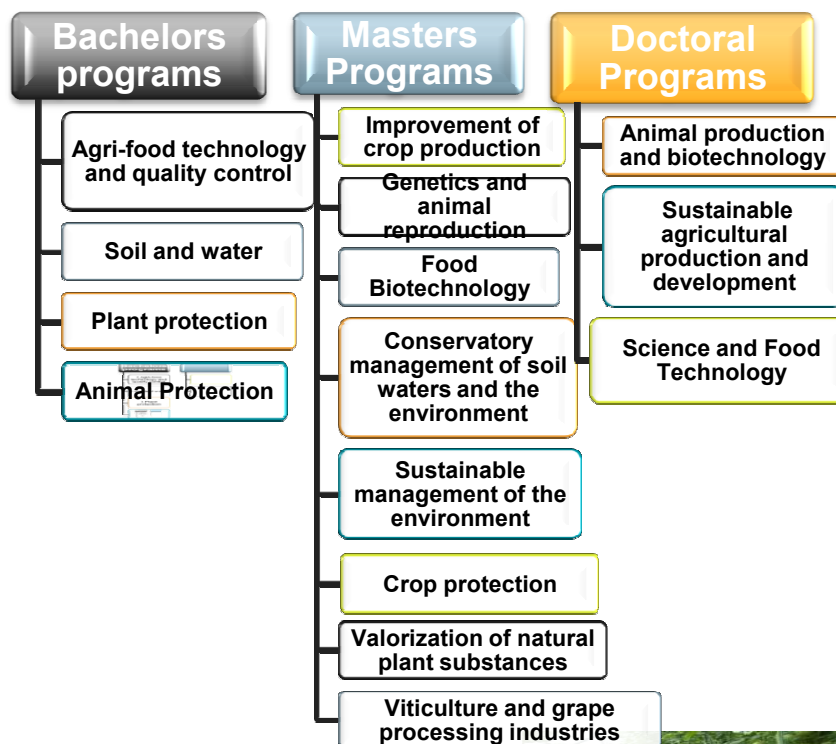 Bachelors
programs
Agri-food technology
and quality control
Soil and water
Plant protection
Animal Protection
Masters
Programs
Improvement of
crop production
Genetics and
animal
reproduction
Food
Biotechnology
Conservatory
management of soil
waters and the
environment
Sustainable
management of the
environment
Crop protection
Valorization of natural
plant substances
Viticulture and grape
processing industries
Doctoral
Programs
Animal production
and biotechnology
Sustainable
agricultural
production and
development
Science and Food
Technology